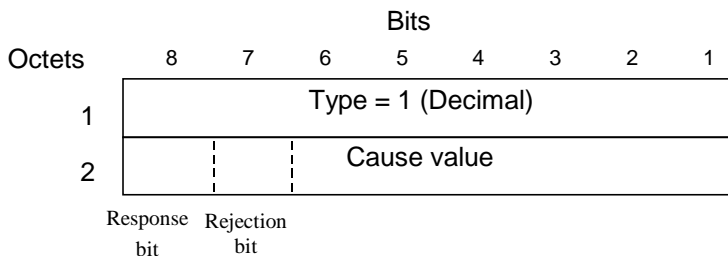 Bits
Octets 8 7 6 5 4 3 2 1
1 Type = 1 (Decimal)
2 Cause value
Response Rejection
bit bit